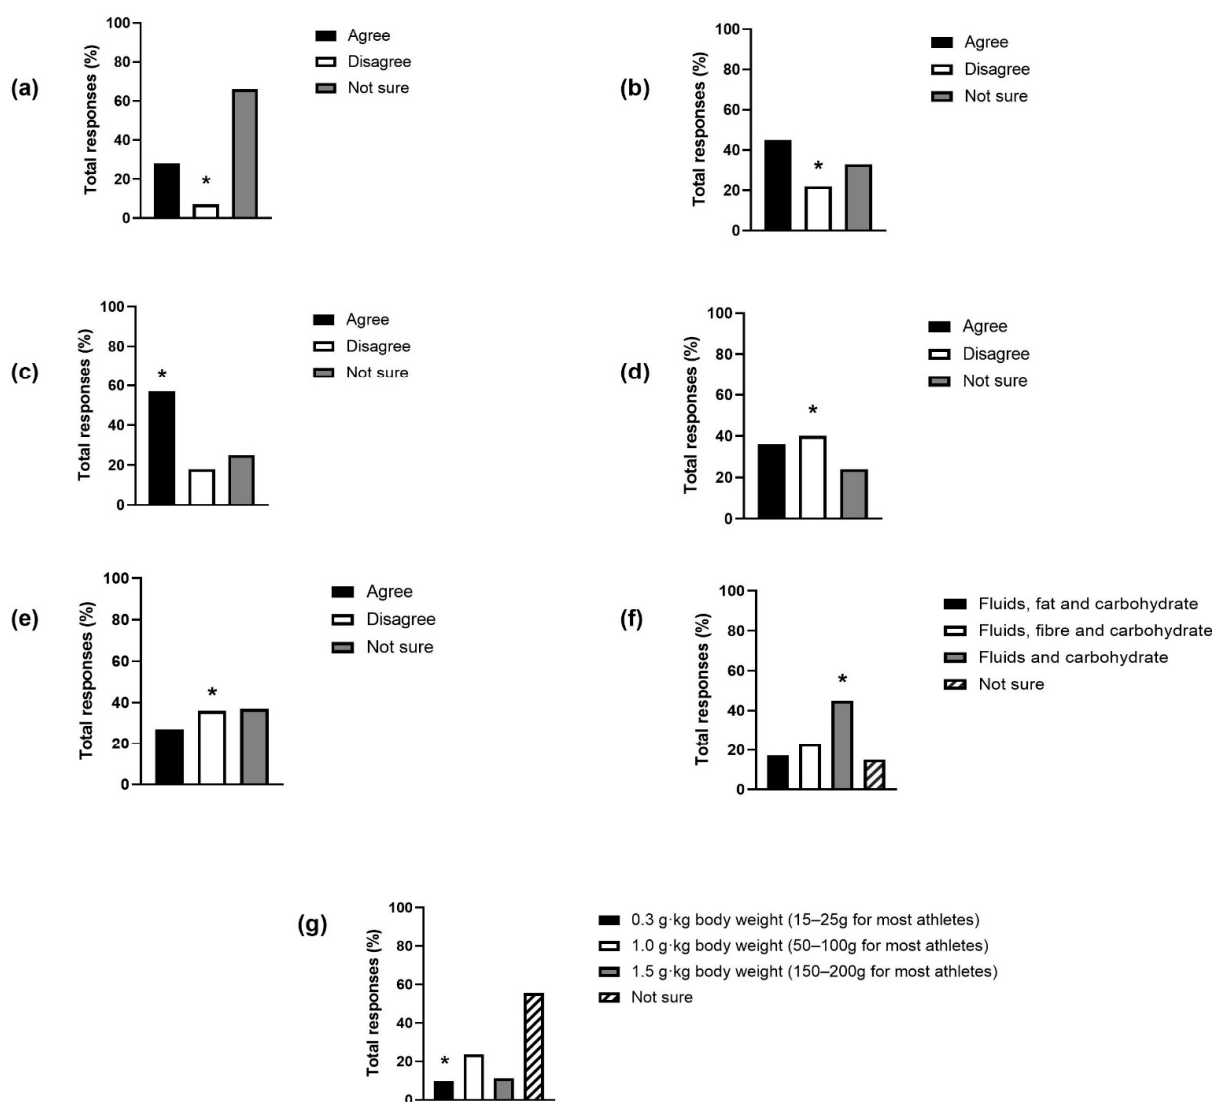 (a)
Total responses (%)
100
80
60
40
20
0
*
Agree
Disagree
Not sure
(b)
Total responses (%)
100
80
60
40
20
0
*
Agree
Disagree
Not sure
(c)
Total responses (%)
100
80
60
40
20
0
*
Agree
Disagree
Not sure
(d)
Total responses (%)
100
80
60
40
20
0
*
Agree
Disagree
Not sure
(e)
Total responses (%)
100
80
60
40
20
0
*
Agree
Disagree
Not sure
(f)
Total responses (%)
100
80
60
40
20
0
*
Fluids, fat and carbohydrate
Fluids, fibre and carbohydrate
Fluids and carbohydrate
Not sure
(g)
Total responses (%)
100
80
60
40
20
0
*
0.3 g·kg body weight (15–25g for most athletes)
1.0 g·kg body weight (50–100g for most athletes)
1.5 g·kg body weight (150–200g for most athletes)
Not sure